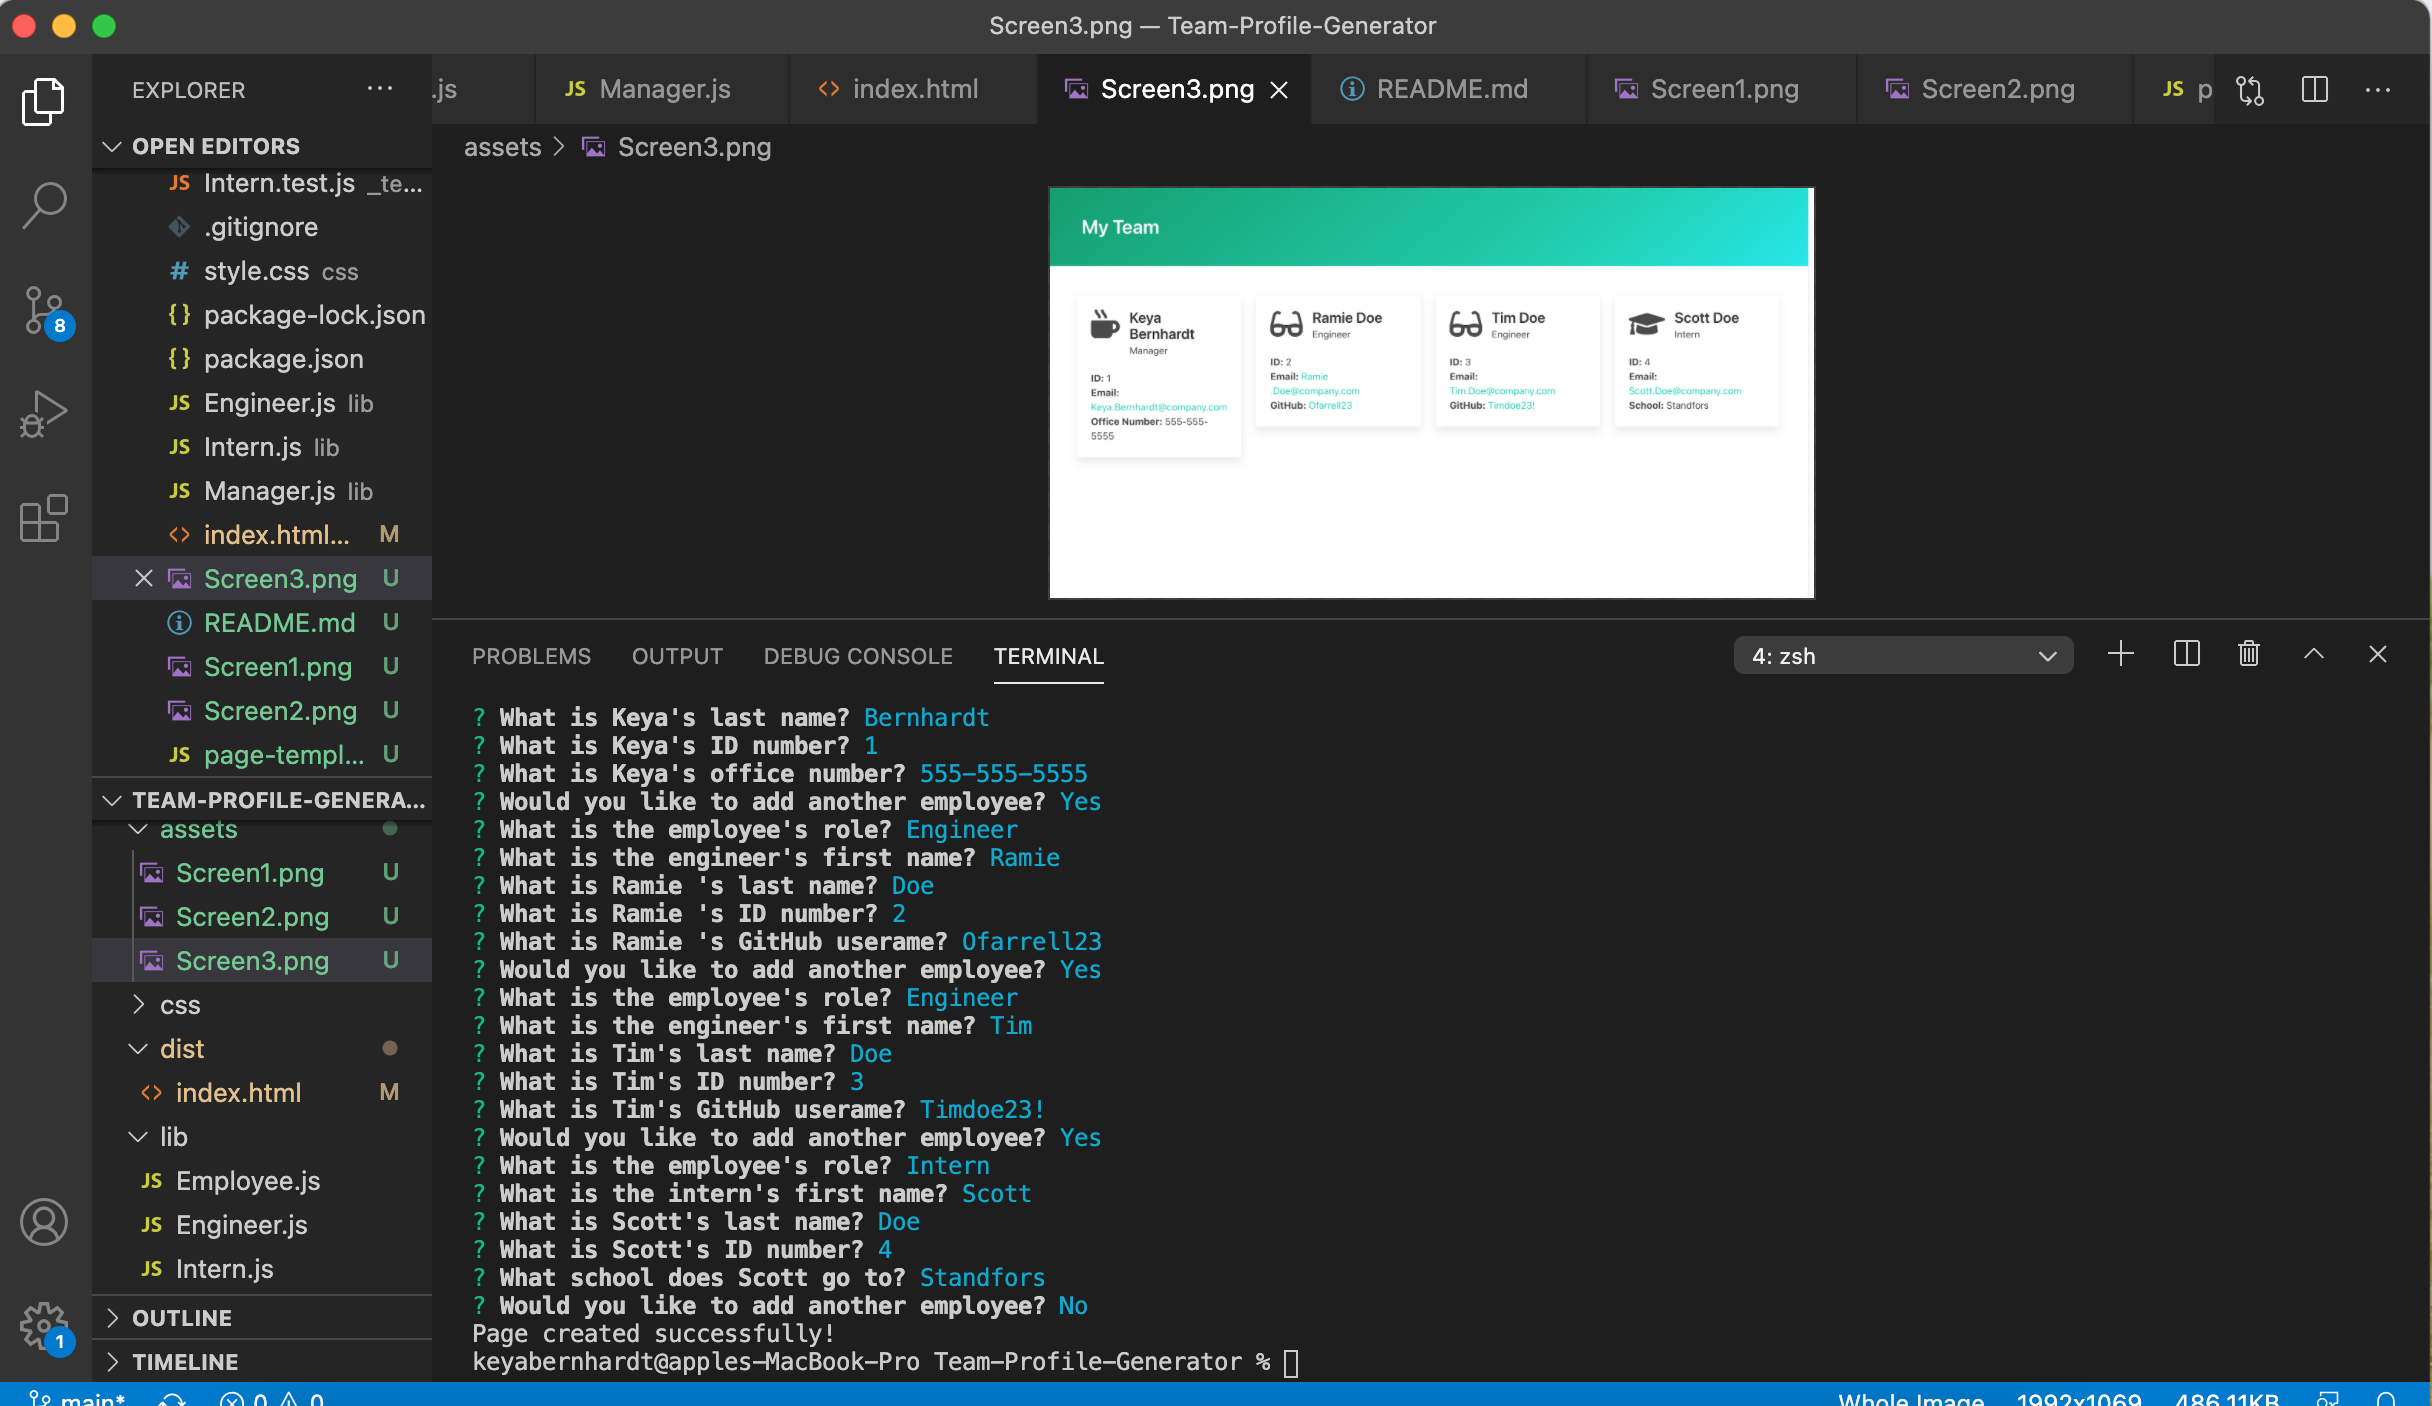 Screen3.png — Team-Profile-Generator
EXPLORER
.js
JS Manager.js
index.html
Screen3.png
README.md
Screen1.png
Screen2.png
JS p
OPEN EDITORS
assets > Screen3.png
JS Intern.test.js _te...
.gitignore
# style.css css
{} package-lock.json
{} package.json
JS Engineer.js lib
JS Intern.js lib
JS Manager.js lib
<> index.html... M
Screen3.png U
README.md U
Screen1.png U
Screen2.png U
JS page-templ... U
TEAM-PROFILE-GENERA...
assets
Screen1.png U
Screen2.png U
Screen3.png U
css
dist
<> index.html M
lib
JS Employee.js
JS Engineer.js
JS Intern.js
OUTLINE
TIMELINE
8
1
My Team
Keya
Bernhardt
Manager
ID: 1
Email:
Keya.Bernhardt@company.com
Office Number: 555-555-
5555
Ramie Doe
Engineer
ID: 2
Email: Ramie
.Doe@company.com
GitHub: Ofarrell23
Tim Doe
Engineer
ID: 3
Email:
Tim.Doe@company.com
GitHub: Timdoe23!
Scott Doe
Intern
ID: 4
Email:
Scott.Doe@company.com
School: Standfors
PROBLEMS OUTPUT DEBUG CONSOLE TERMINAL
4: zsh
? What is Keya's last name? Bernhardt
? What is Keya's ID number? 1
? What is Keya's office number? 555-555-5555
? Would you like to add another employee? Yes
? What is the employee's role? Engineer
? What is the engineer's first name? Ramie
? What is Ramie 's last name? Doe
? What is Ramie 's ID number? 2
? What is Ramie 's GitHub userame? Ofarrell23
? Would you like to add another employee? Yes
? What is the employee's role? Engineer
? What is the engineer's first name? Tim
? What is Tim's last name? Doe
? What is Tim's ID number? 3
? What is Tim's GitHub userame? Timdoe23!
? Would you like to add another employee? Yes
? What is the employee's role? Intern
? What is the intern's first name? Scott
? What is Scott's last name? Doe
? What is Scott's ID number? 4
? What school does Scott go to? Standfors
? Would you like to add another employee? No
Page created successfully!
keyabernhardt@apples-MacBook-Pro Team-Profile-Generator %
main* 0 0
Whole Image 1992x1069 486.11KB